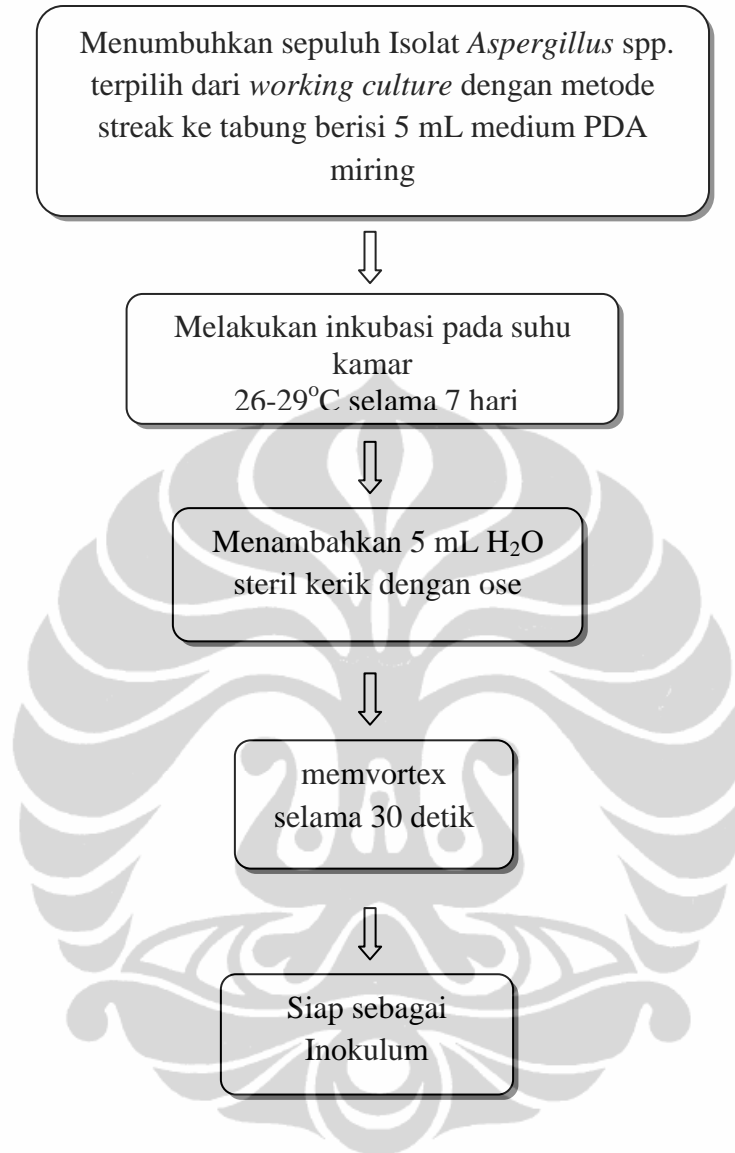 Menumbuhkan sepuluh Isolat Aspergillus spp.
terpilih dari working culture dengan metode
streak ke tabung berisi 5 mL medium PDA
miring
Melakukan inkubasi pada suhu
kamar
26-29°C selama 7 hari
Menambahkan 5 mL H₂O
steril kerik dengan ose
memvortex
selama 30 detik
Siap sebagai
Inokulum